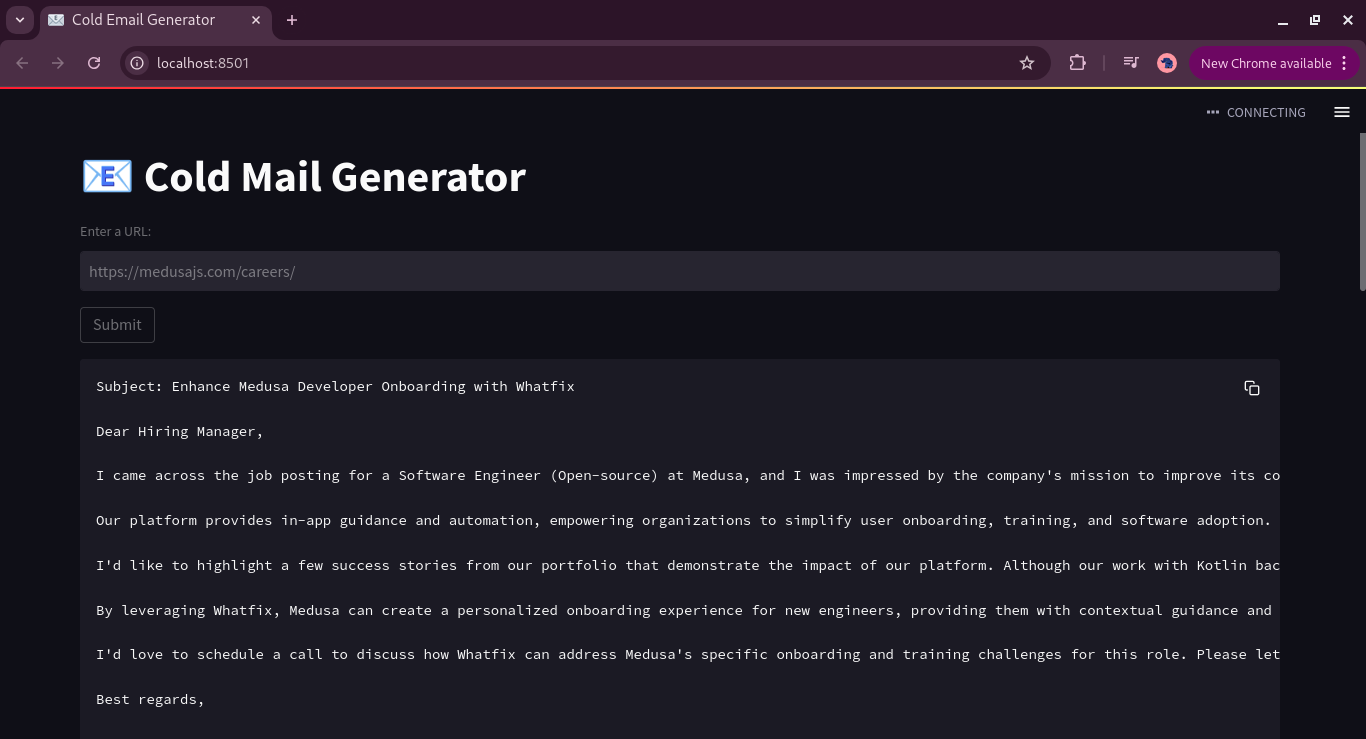 Cold Email Generator
localhost:8501
New Chrome available
CONNECTING
📧 Cold Mail Generator
Enter a URL:
https://medusajs.com/careers/
Submit
Subject: Enhance Medusa Developer Onboarding with Whatfix
Dear Hiring Manager,
I came across the job posting for a Software Engineer (Open-source) at Medusa, and I was impressed by the company's mission to improve its co
Our platform provides in-app guidance and automation, empowering organizations to simplify user onboarding, training, and software adoption.
I'd like to highlight a few success stories from our portfolio that demonstrate the impact of our platform. Although our work with Kotlin bac
By leveraging Whatfix, Medusa can create a personalized onboarding experience for new engineers, providing them with contextual guidance and
I'd love to schedule a call to discuss how Whatfix can address Medusa's specific onboarding and training challenges for this role. Please let
Best regards,